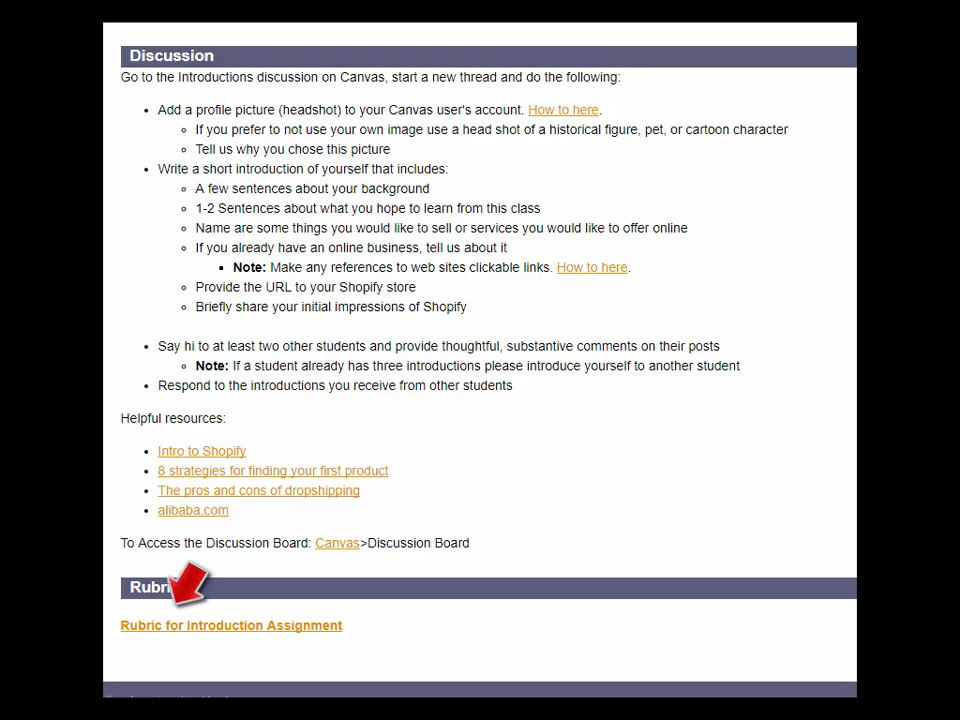 Discussion
Go to the Introductions discussion on Canvas, start a new thread and do the following:
Add a profile picture (headshot) to your Canvas user's account. How to here.
If you prefer to not use your own image use a head shot of a historical figure, pet, or cartoon character
Tell us why you chose this picture
Write a short introduction of yourself that includes:
A few sentences about your background
1-2 Sentences about what you hope to learn from this class
Name are some things you would like to sell or services you would like to offer online
If you already have an online business, tell us about it
Note: Make any references to web sites clickable links. How to here.
Provide the URL to your Shopify store
Briefly share your initial impressions of Shopify
Say hi to at least two other students and provide thoughtful, substantive comments on their posts
Note: If a student already has three introductions please introduce yourself to another student
Respond to the introductions you receive from other students
Helpful resources:
Intro to Shopify
8 strategies for finding your first product
The pros and cons of dropshipping
alibaba.com
To Access the Discussion Board: Canvas>Discussion Board
Rubri
Rubric for Introduction Assignment